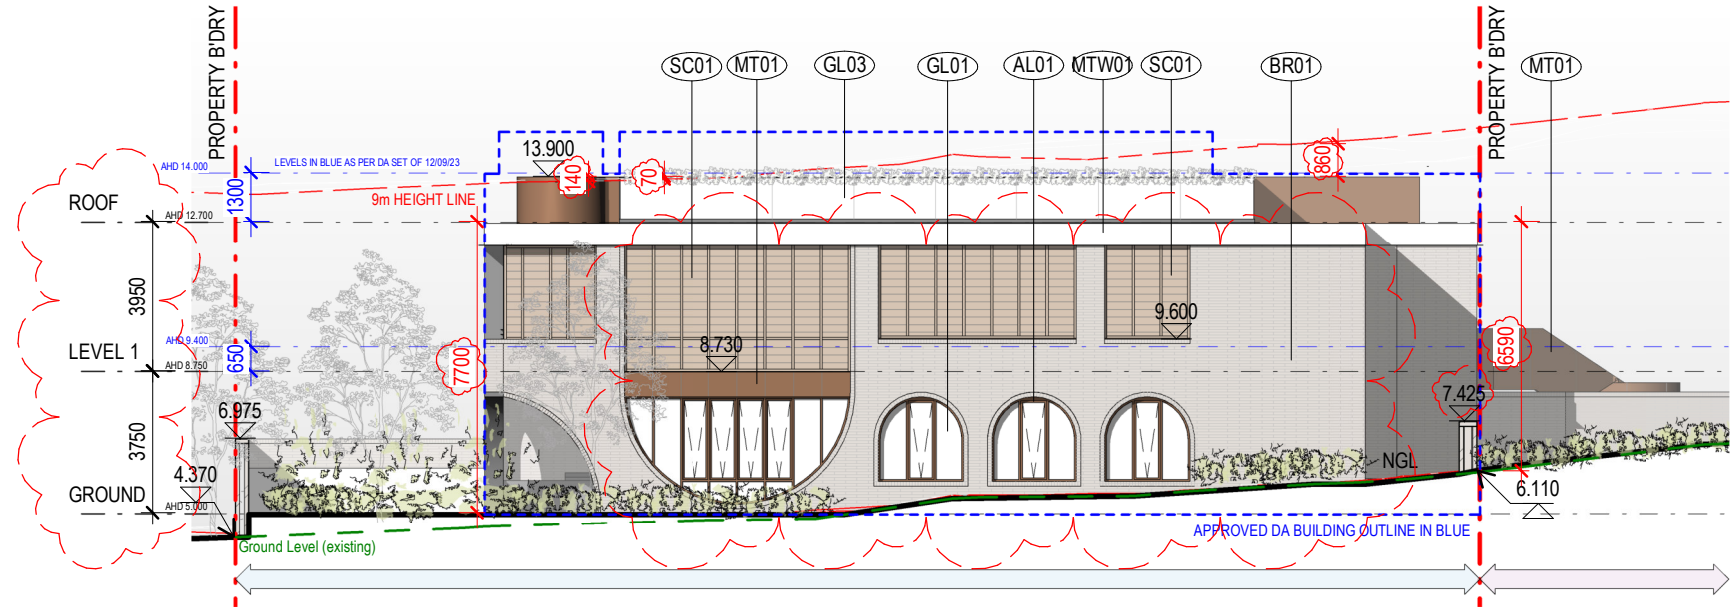 PROPERTY B'DRY
PROPERTY B'DRY
SC01
MT01
GL03
GL01
AL01
MTW01
SC01
BR01
MT01
AHD 14.000
LEVELS IN BLUE AS PER DA SET OF 12/09/23
13.900
140
70
860
1300
9m HEIGHT LINE
ROOF
AHD 12.700
3950
9.600
LEVEL 1
AHD 9.400
650
AHD 8.750
8.730
7700
6590
7.425
6.975
3750
4.370
NGL
GROUND
AHD 5.000
6.110
APPROVED DA BUILDING OUTLINE IN BLUE
Ground Level (existing)